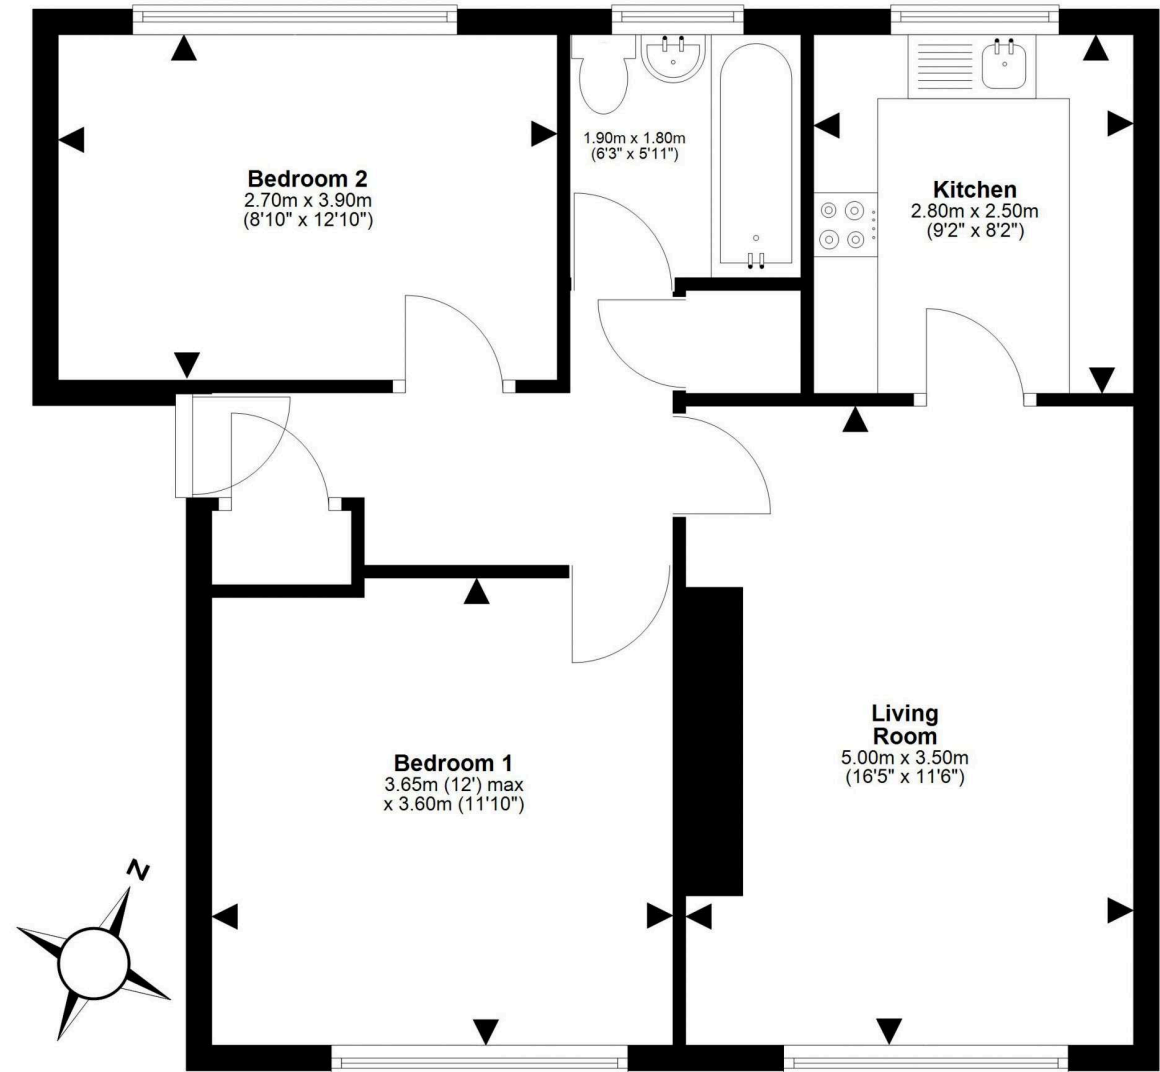 1.90m x 1.80m
(6'3" x 5'11")
Bedroom 2
2.70m x 3.90m
(8'10" x 12'10")
Kitchen
2.80m x 2.50m
(9'2" x 8'2")
Living
Room
5.00m x 3.50m
(16'5" x 11'6")
Bedroom 1
3.65m (12') max
x 3.60m (11'10")
N